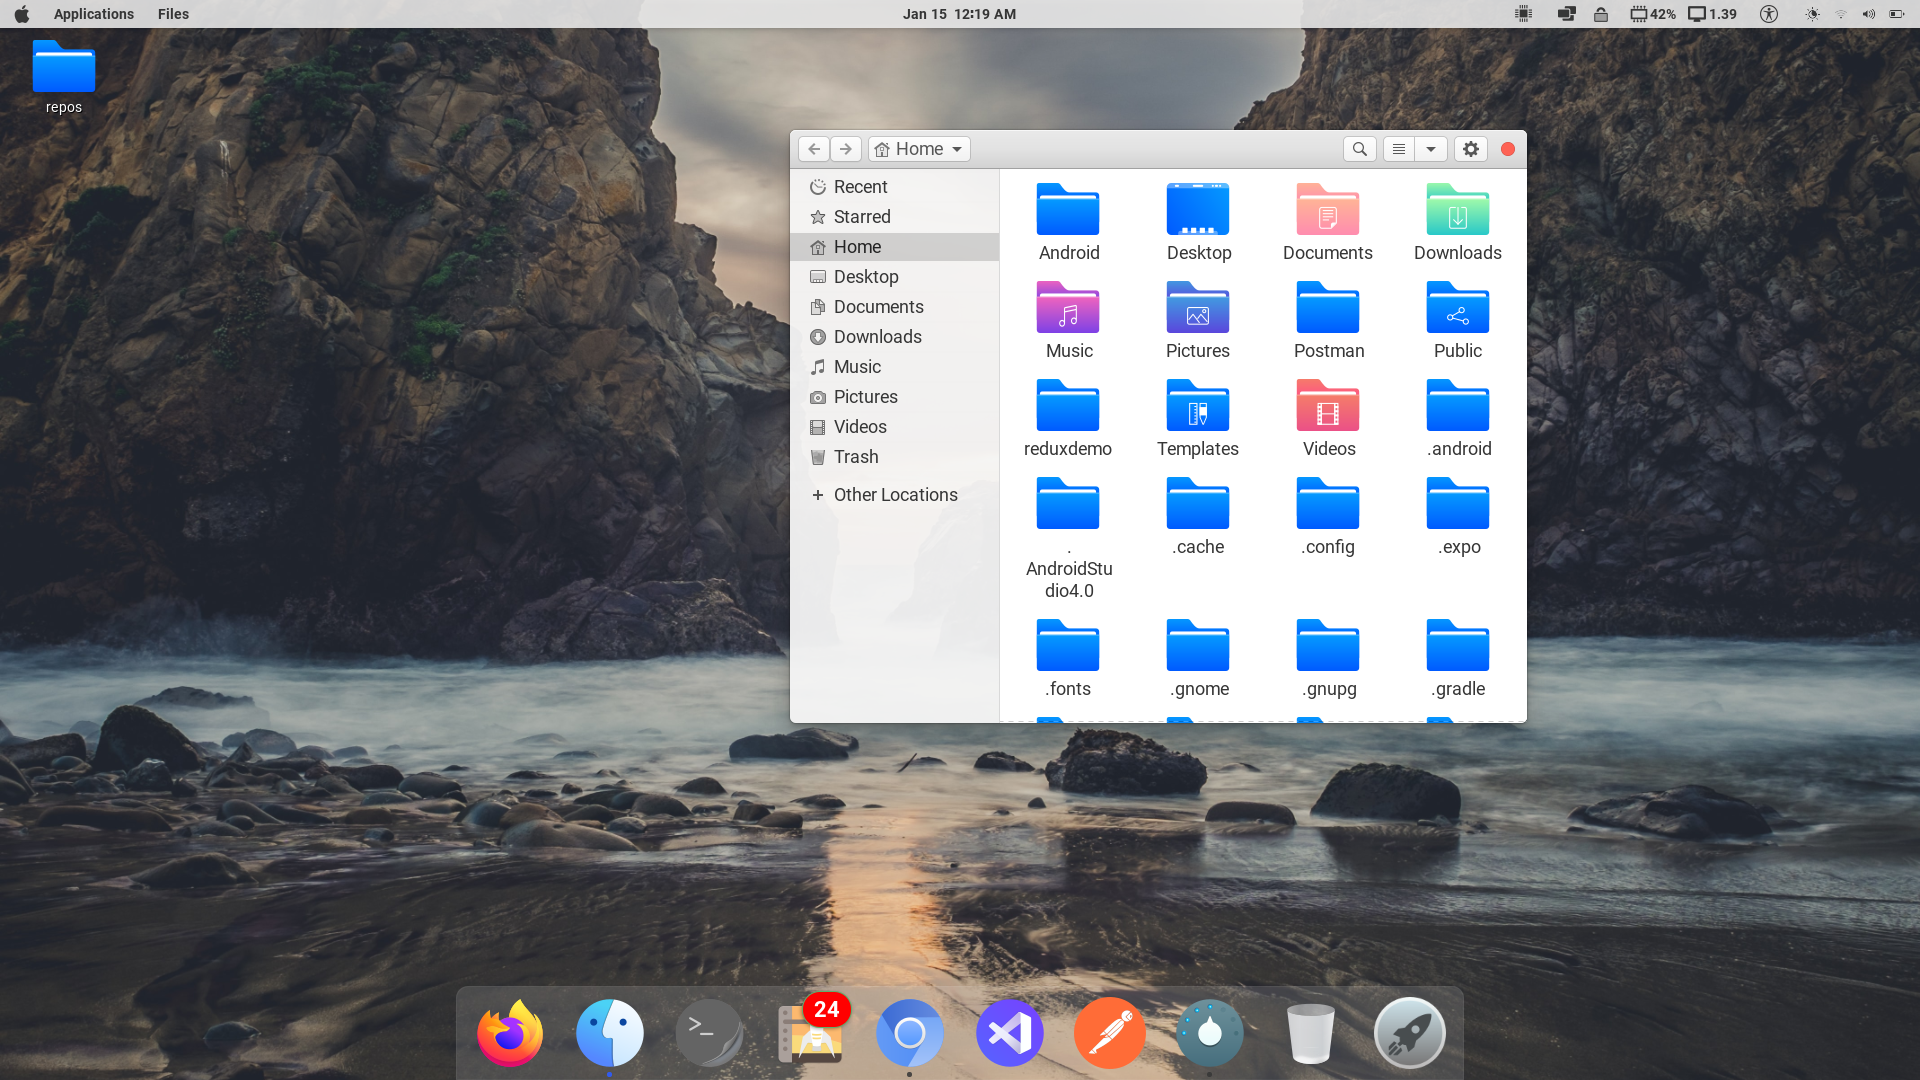 Applications Files Jan 15 12:19 AM 42% 1.39
repos
Home
Recent
Starred
Home
Desktop
Documents
Downloads
Music
Pictures
Videos
Trash
Other Locations
Android Desktop Documents Downloads
Music Pictures Postman Public
reduxdemo Templates Videos .android
. .cache .config .expo
AndroidStu
dio4.0
.fonts .gnome .gnupg .gradle
>_ 24